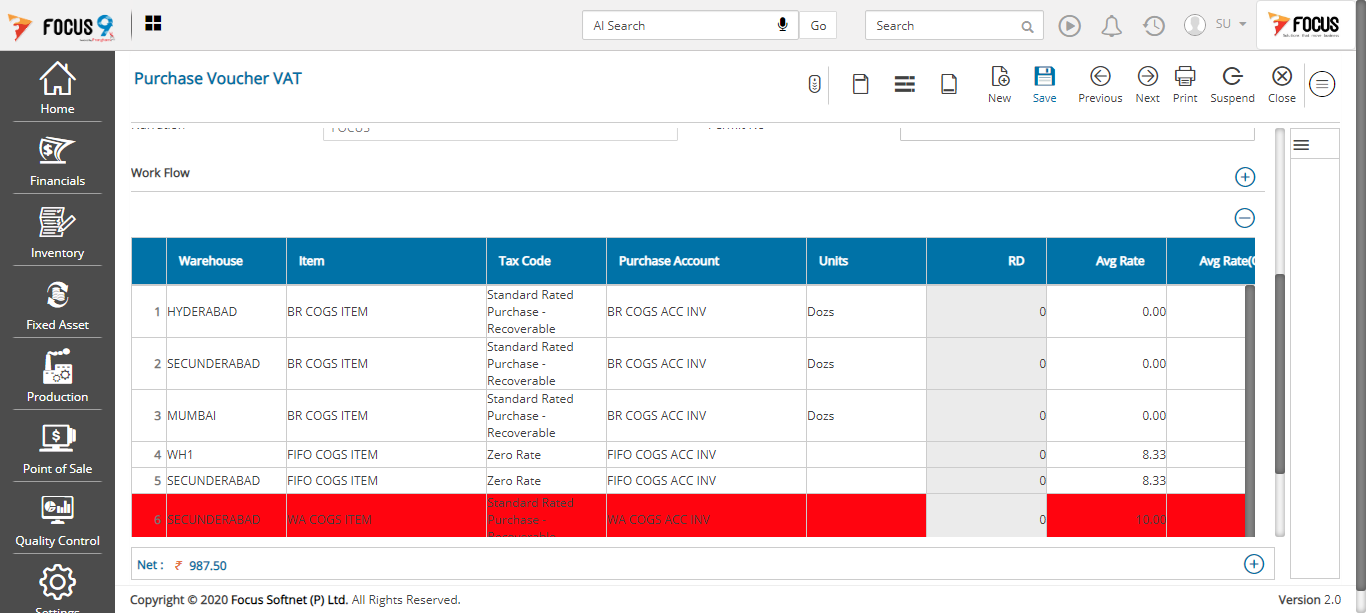 FOCUS 9
AI Search
Go
Search
SU
FOCUS
Home
Financials
Inventory
Fixed Asset
Production
Point of Sale
Quality Control
Settings
Purchase Voucher VAT
New
Save
Previous
Next
Print
Suspend
Close
Narration FOCUS Permit No
Work Flow
Warehouse Item Tax Code Purchase Account Units RD Avg Rate Avg Rate(
1 HYDERABAD BR COGS ITEM Standard Rated Purchase - Recoverable BR COGS ACC INV Dozs 0 0.00
2 SECUNDERABAD BR COGS ITEM Standard Rated Purchase - Recoverable BR COGS ACC INV Dozs 0 0.00
3 MUMBAI BR COGS ITEM Standard Rated Purchase - Recoverable BR COGS ACC INV Dozs 0 0.00
4 WH1 FIFO COGS ITEM Zero Rate FIFO COGS ACC INV 0 8.33
5 SECUNDERABAD FIFO COGS ITEM Zero Rate FIFO COGS ACC INV 0 8.33
6 SECUNDERABAD WA COGS ITEM Standard Rated Purchase - Recoverable WA COGS ACC INV 0 10.00
Net : ₹ 987.50
Copyright © 2020 Focus Softnet (P) Ltd. All Rights Reserved.
Version 2.0